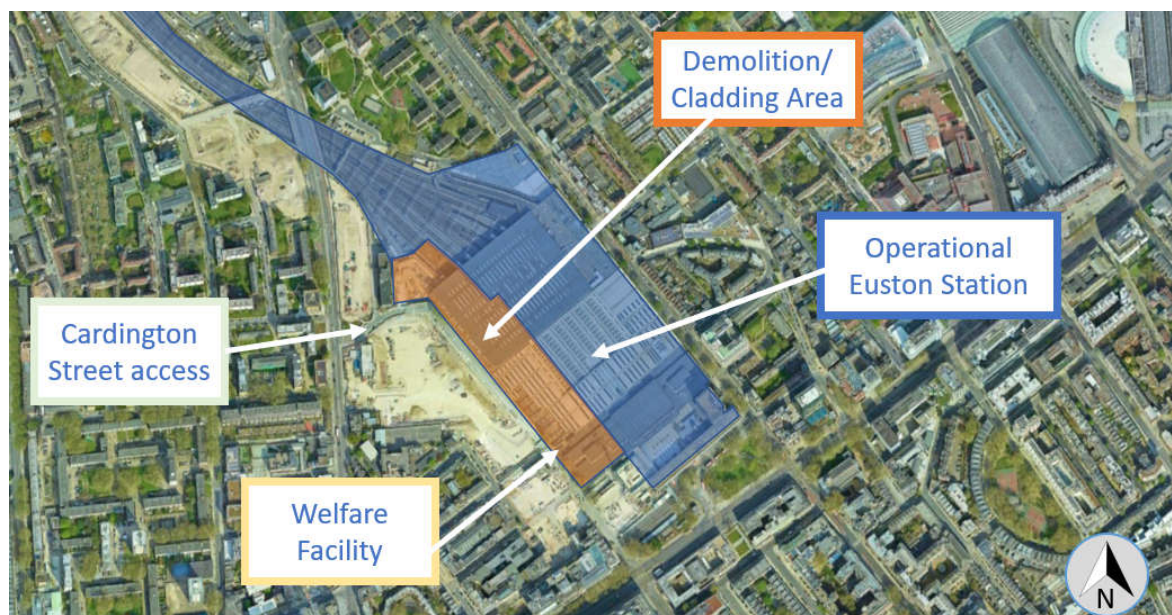 Demolition/
Cladding Area
Operational
Euston Station
Cardington
Street access
Welfare
Facility
N